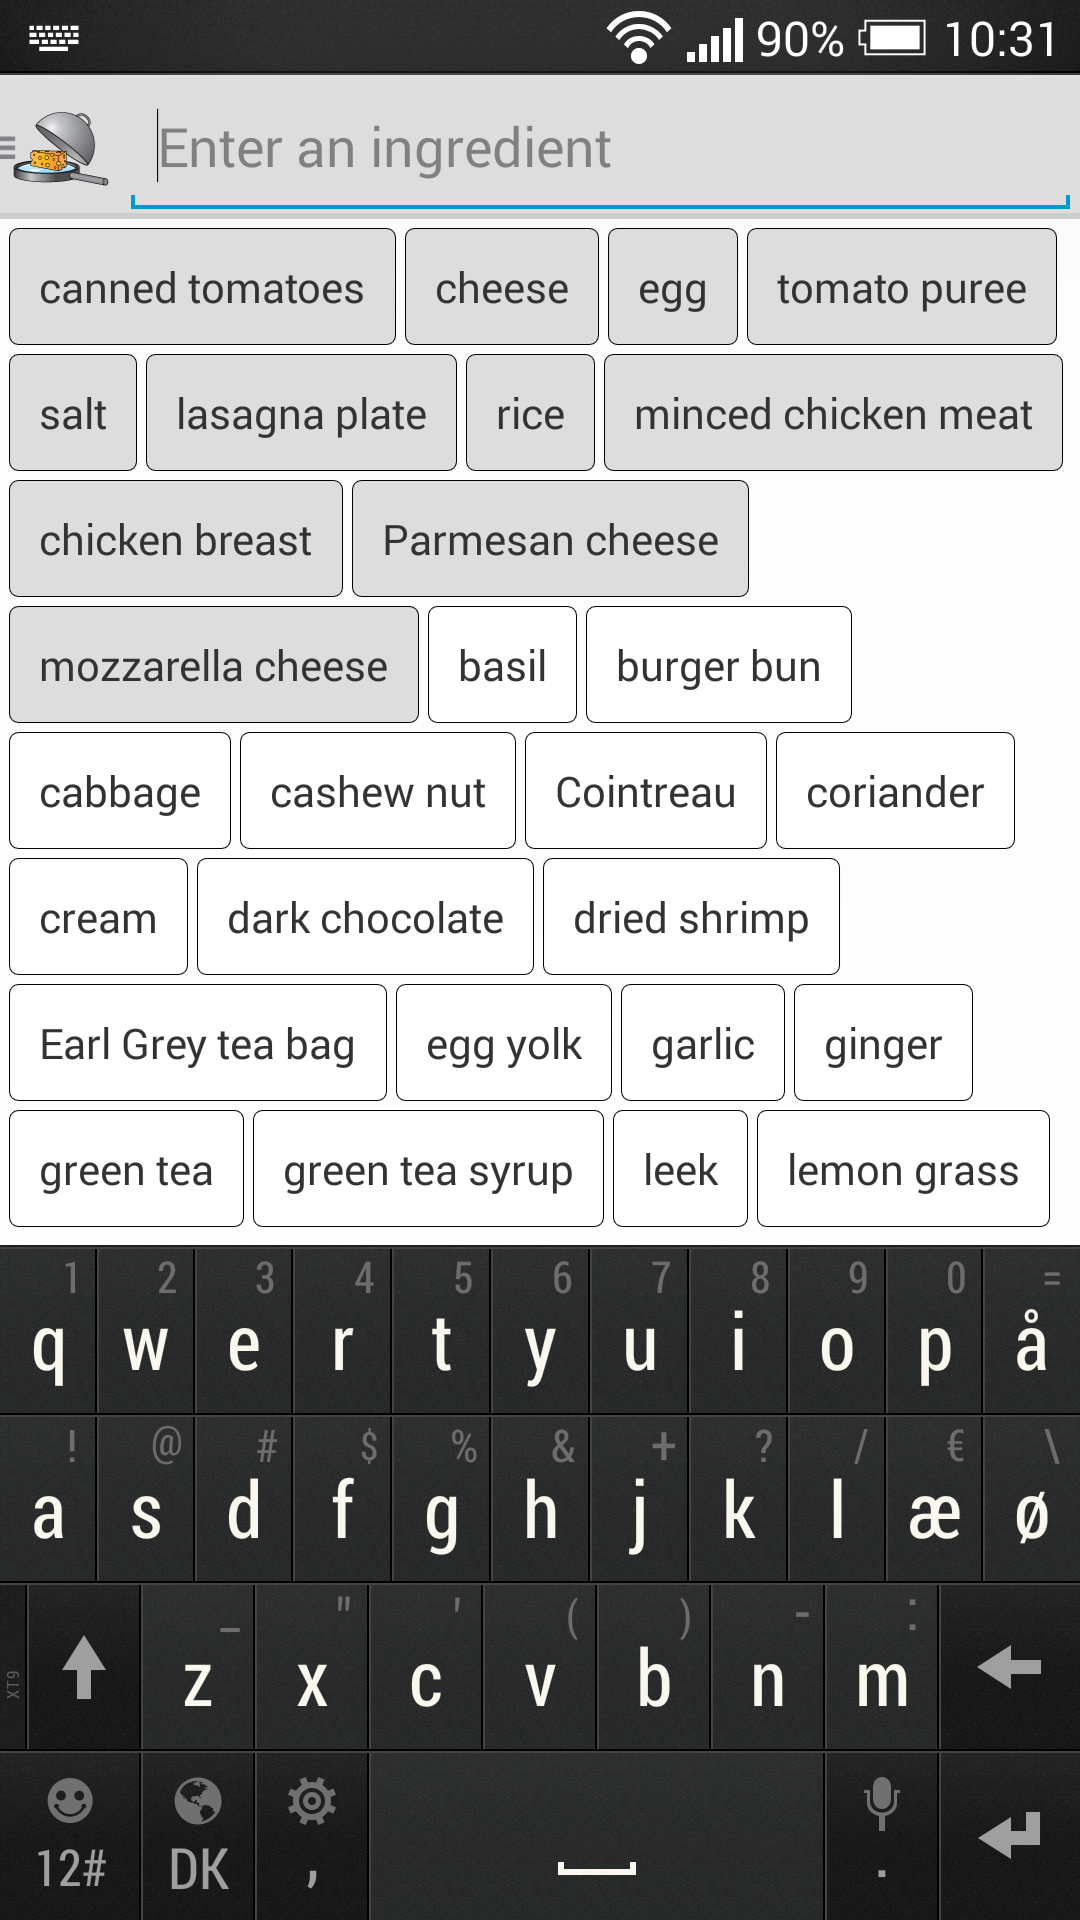 90% 10:31
Enter an ingredient
canned tomatoes cheese egg tomato puree
salt lasagna plate rice minced chicken meat
chicken breast Parmesan cheese
mozzarella cheese basil burger bun
cabbage cashew nut Cointreau coriander
cream dark chocolate dried shrimp
Earl Grey tea bag egg yolk garlic ginger
green tea green tea syrup leek lemon grass
1 2 3 4 5 6 7 8 9 0 =
q w e r t y u i o p å
! @ # $ % & + ? / € \
a s d f g h j k l æ ø
_ " ' ( ) - :
XT9 z x c v b n m
12# DK , .